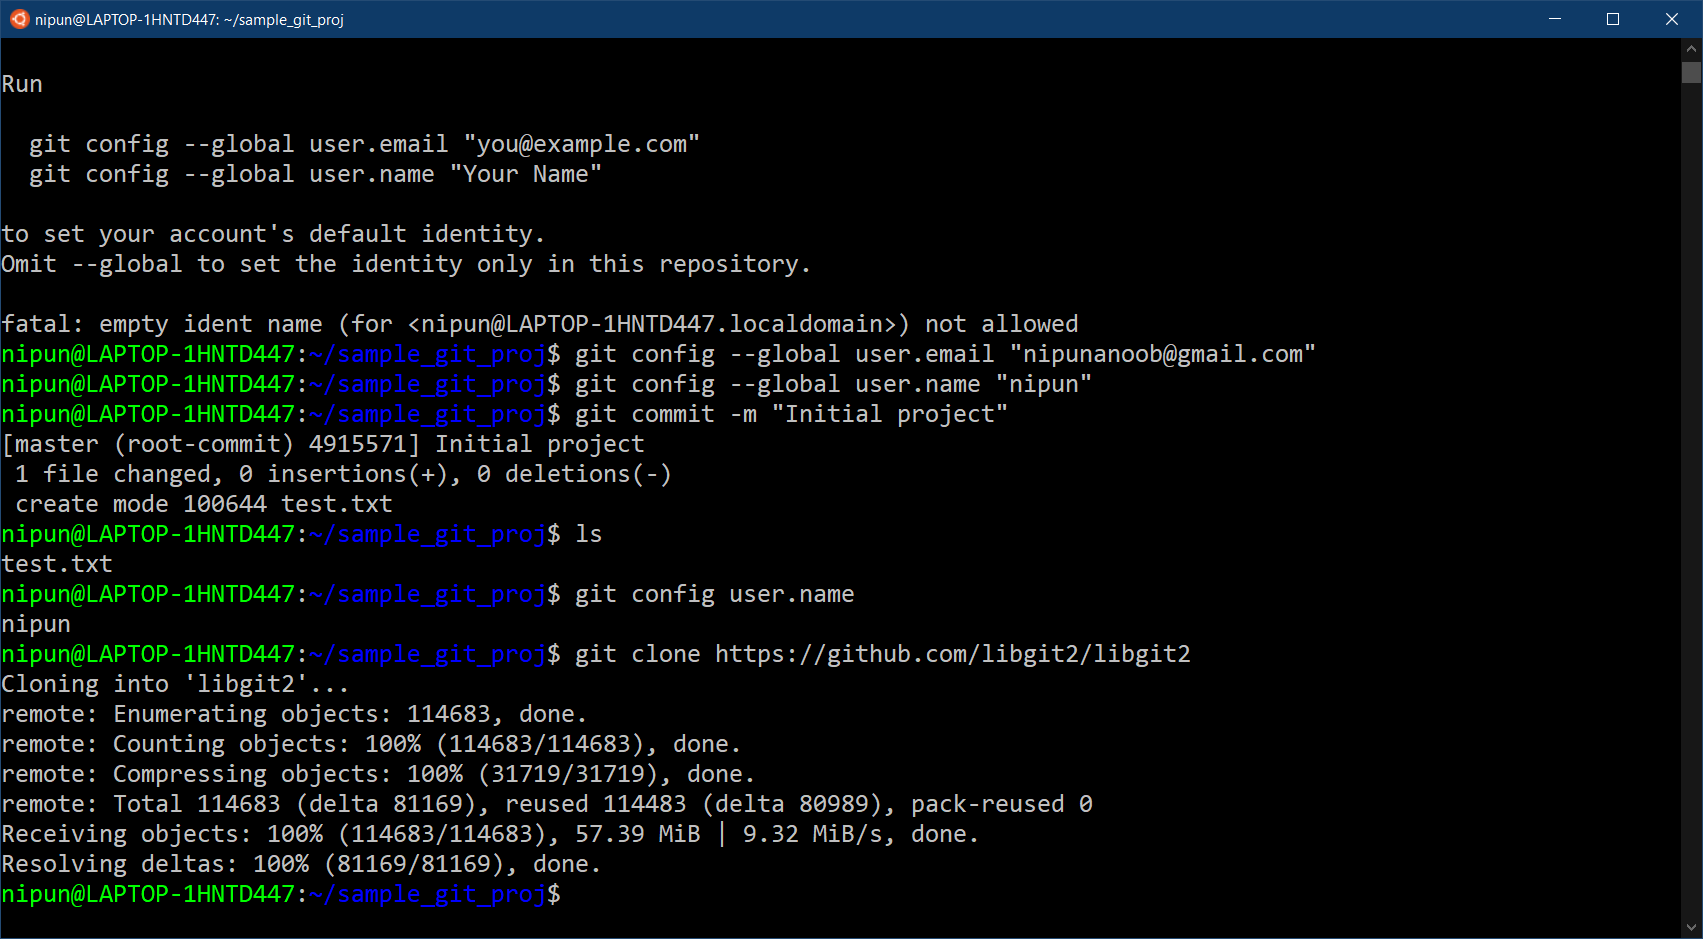 nipun@LAPTOP-1HNTD447: ~/sample_git_proj
Run
git config --global user.email "you@example.com"
git config --global user.name "Your Name"
to set your account's default identity.
Omit --global to set the identity only in this repository.
fatal: empty ident name (for <nipun@LAPTOP-1HNTD447.localdomain>) not allowed
nipun@LAPTOP-1HNTD447:~/sample_git_proj$ git config --global user.email "nipunanoob@gmail.com"
nipun@LAPTOP-1HNTD447:~/sample_git_proj$ git config --global user.name "nipun"
nipun@LAPTOP-1HNTD447:~/sample_git_proj$ git commit -m "Initial project"
[master (root-commit) 4915571] Initial project
1 file changed, 0 insertions(+), 0 deletions(-)
create mode 100644 test.txt
nipun@LAPTOP-1HNTD447:~/sample_git_proj$ ls
test.txt
nipun@LAPTOP-1HNTD447:~/sample_git_proj$ git config user.name
nipun
nipun@LAPTOP-1HNTD447:~/sample_git_proj$ git clone https://github.com/libgit2/libgit2
Cloning into 'libgit2'...
remote: Enumerating objects: 114683, done.
remote: Counting objects: 100% (114683/114683), done.
remote: Compressing objects: 100% (31719/31719), done.
remote: Total 114683 (delta 81169), reused 114483 (delta 80989), pack-reused 0
Receiving objects: 100% (114683/114683), 57.39 MiB | 9.32 MiB/s, done.
Resolving deltas: 100% (81169/81169), done.
nipun@LAPTOP-1HNTD447:~/sample_git_proj$